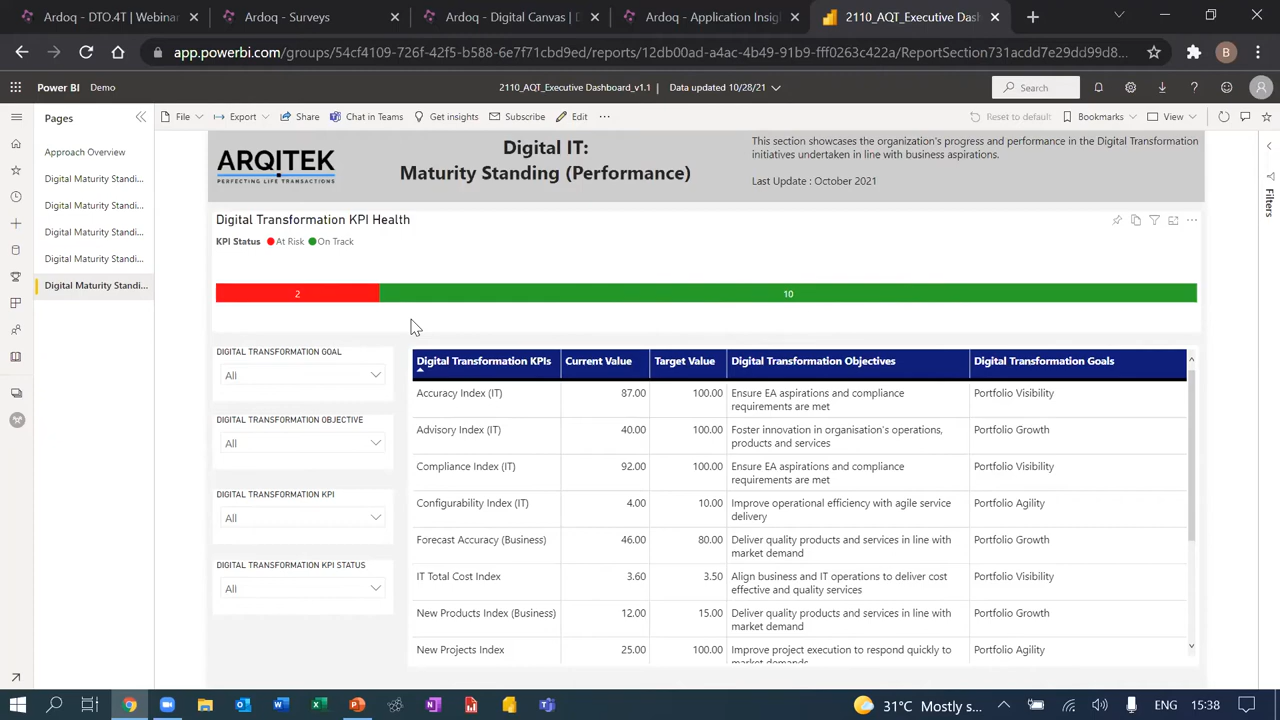 Ardoq - DTO.4T | Webinar
Ardoq - Surveys
Ardoq - Digital Canvas | D
Ardoq - Application Insig
2110_AQT_Executive Dash
app.powerbi.com/groups/54cf4109-726f-42f5-b588-6e7f71cbd9ed/reports/12db00ad-a4ac-4b49-91b9-fff0263c422a/ReportSection731acdd7e29dd99d8...
B
Power BI Demo
2110_AQT_Executive Dashboard_v1.1 | Data updated 10/28/21
Search
Pages
File
Export
Share
Chat in Teams
Get insights
Subscribe
Edit
Reset to default
Bookmarks
View
Approach Overview
Digital Maturity Standi...
Digital Maturity Standi...
Digital Maturity Standi...
Digital Maturity Standi...
Digital Maturity Standi...
Filters
ARQITEK
PERFECTING LIFE TRANSACTIONS
Digital IT:
Maturity Standing (Performance)
This section showcases the organization's progress and performance in the Digital Transformation
initiatives undertaken in line with business aspirations.
Last Update : October 2021
Digital Transformation KPI Health
KPI Status At Risk On Track
2 10
DIGITAL TRANSFORMATION GOAL
All
DIGITAL TRANSFORMATION OBJECTIVE
All
DIGITAL TRANSFORMATION KPI
All
DIGITAL TRANSFORMATION KPI STATUS
All
Digital Transformation KPIs Current Value Target Value Digital Transformation Objectives Digital Transformation Goals
Accuracy Index (IT) 87.00 100.00 Ensure EA aspirations and compliance Portfolio Visibility
requirements are met
Advisory Index (IT) 40.00 100.00 Foster innovation in organisation's operations, Portfolio Growth
products and services
Compliance Index (IT) 92.00 100.00 Ensure EA aspirations and compliance Portfolio Visibility
requirements are met
Configurability Index (IT) 4.00 10.00 Improve operational efficiency with agile service Portfolio Agility
delivery
Forecast Accuracy (Business) 46.00 80.00 Deliver quality products and services in line with Portfolio Growth
market demand
IT Total Cost Index 3.60 3.50 Align business and IT operations to deliver cost Portfolio Visibility
effective and quality services
New Products Index (Business) 12.00 15.00 Deliver quality products and services in line with Portfolio Growth
market demand
New Projects Index 25.00 100.00 Improve project execution to respond quickly to Portfolio Agility
market demands
31°C Mostly s... ENG 15:38